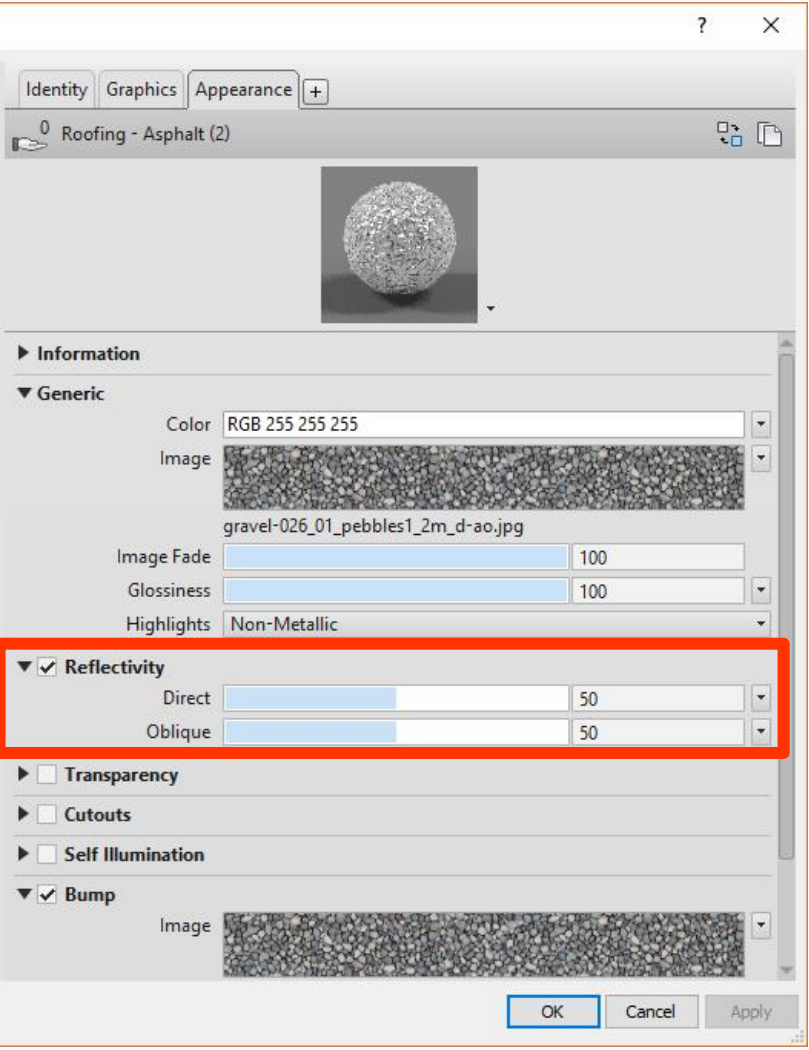 ?
Identity Graphics Appearance +
0 Roofing - Asphalt (2)
Information
Generic
Color RGB 255 255 255
Image
gravel-026_01_pebbles1_2m_d-ao.jpg
Image Fade 100
Glossiness 100
Highlights Non-Metallic
Reflectivity
Direct 50
Oblique 50
Transparency
Cutouts
Self Illumination
Bump
Image
OK Cancel Apply